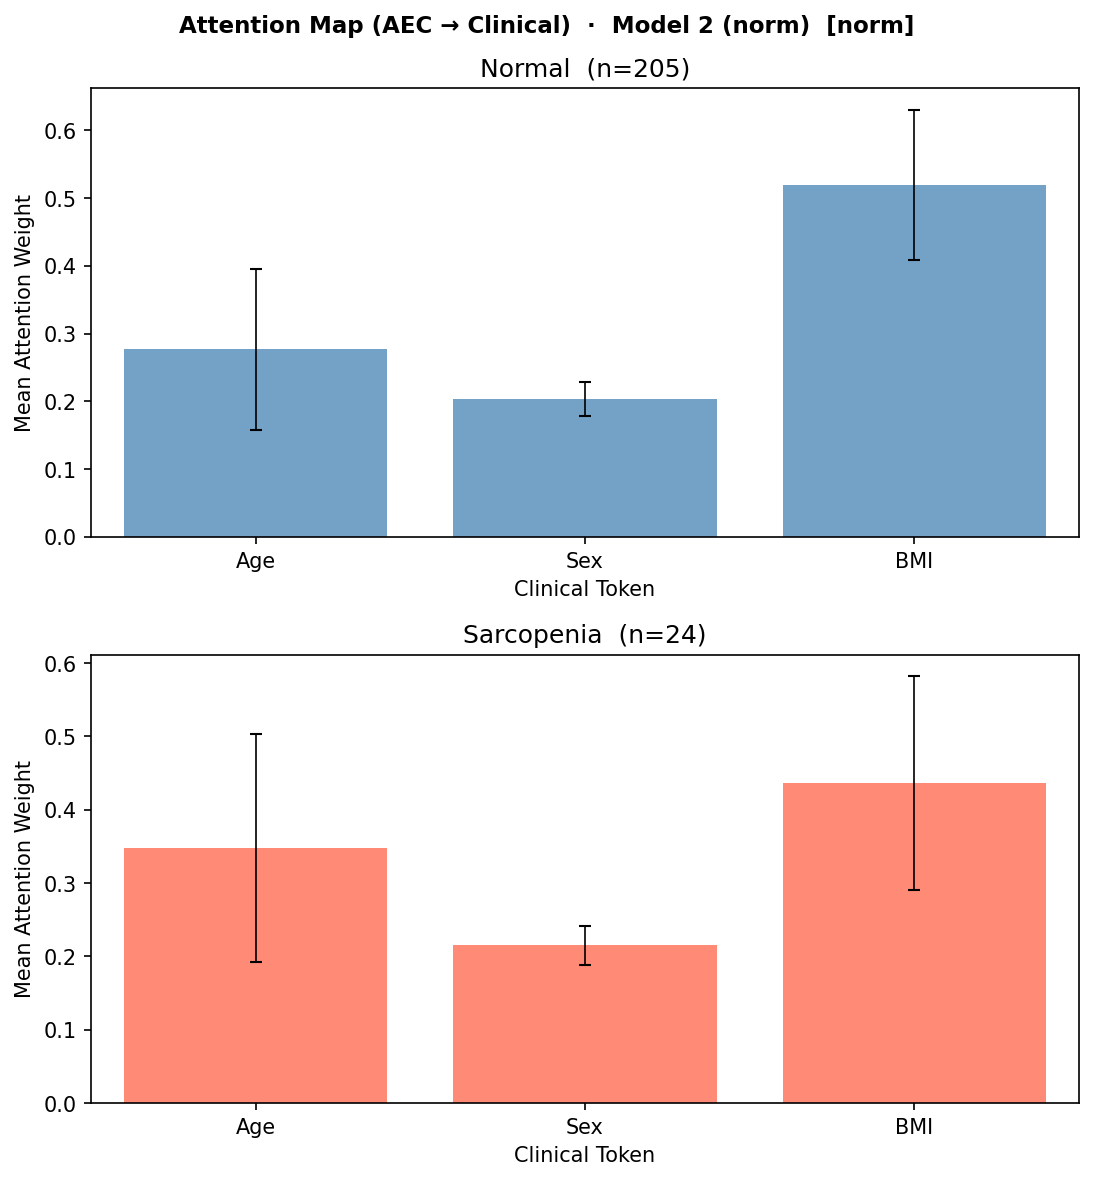 Attention Map (AEC → Clinical)  ·  Model 2 (norm)  [norm]
Normal  (n=205)
Mean Attention Weight
0.6
0.5
0.4
0.3
0.2
0.1
0.0
Age
Sex
BMI
Clinical Token
Sarcopenia  (n=24)
Mean Attention Weight
0.6
0.5
0.4
0.3
0.2
0.1
0.0
Age
Sex
BMI
Clinical Token